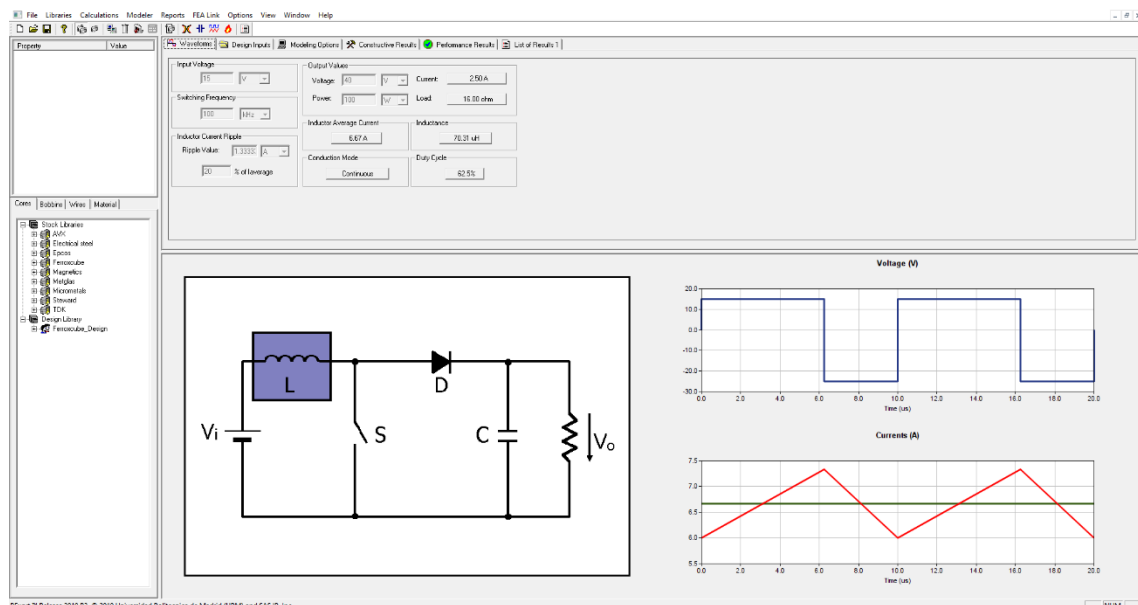 File Libraries Calculations Modeler Reports FEA Link Options View Window Help
Property Value
Waveforms Design Inputs Modeling Options Constructive Results Performance Results List of Results 1
Input Voltage
15 V
Switching Frequency
100 kHz
Inductor Current Ripple
Ripple Value: 1.3333 A
20 % of Iaverage
Output Values
Voltage: 40 V Current: 2.50 A
Power: 100 W Load: 16.00 ohm
Inductor Average Current
6.67 A
Inductance
70.31 uH
Conduction Mode
Continuous
Duty Cycle
62.5%
Cores Bobbins Wires Material
Stock Libraries
AVX
Electrical steel
Epcos
Ferroxcube
Magnetics
Metglas
Micrometals
Steward
TDK
Design Library
Ferroxcube_Design
L
D
Vi
S
C
Vo
Voltage (V)
20.0
10.0
0.0
-10.0
-20.0
-30.0
0.0 2.0 4.0 6.0 8.0 10.0 12.0 14.0 16.0 18.0 20.0
Time (us)
Currents (A)
7.5
7.0
6.5
6.0
5.5
0.0 2.0 4.0 6.0 8.0 10.0 12.0 14.0 16.0 18.0 20.0
Time (us)